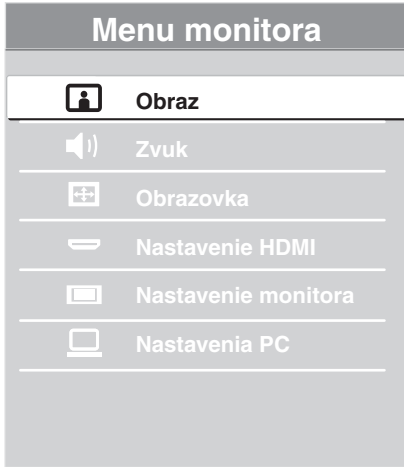 Menu monitora
Obraz
Zvuk
Obrazovka
Nastavenie HDMI
Nastavenie monitora
Nastavenia PC